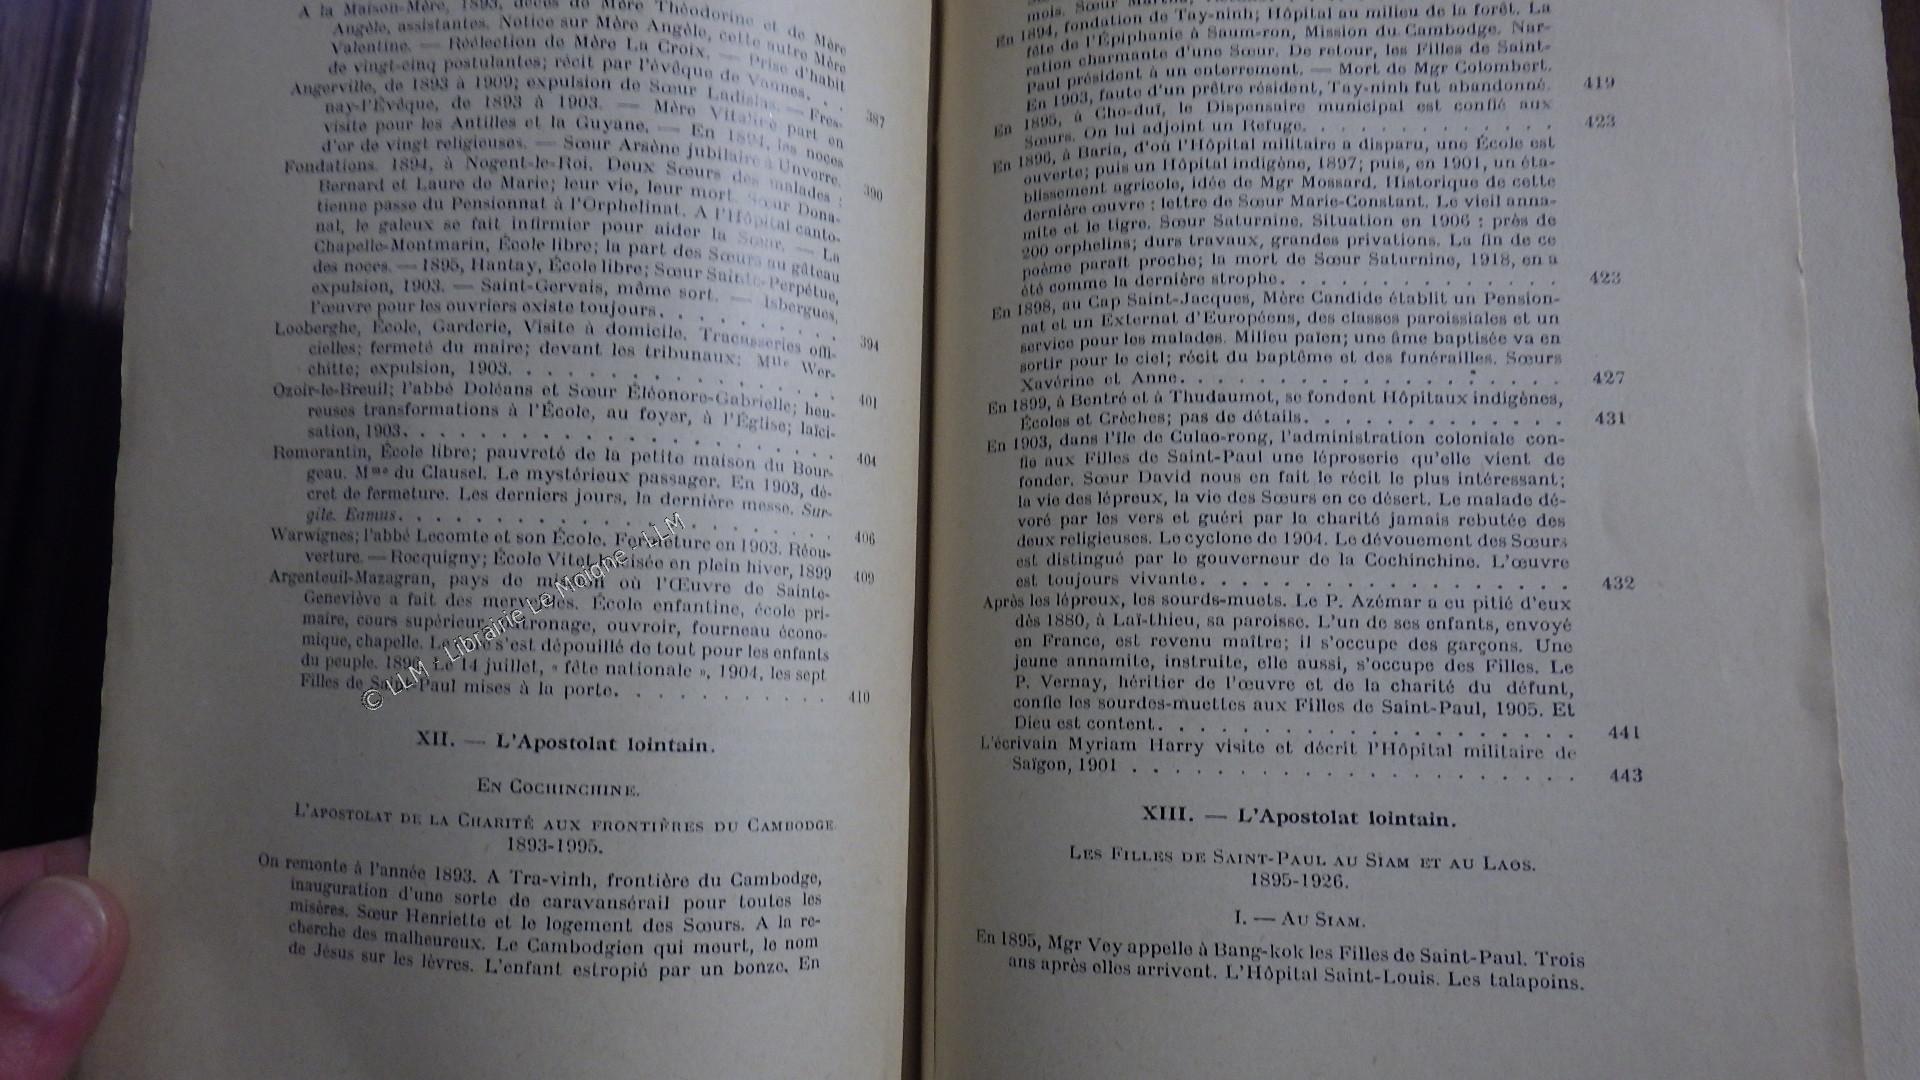 A la Maison-Mère, 1893, décès de Mère Théodorine et de Mère
Angèle, assistantes. Notice sur Mère Angèle, cette autre Mère
Valentine. — Réélection de Mère La Croix. — Prise d'habit
de vingt-cinq postulantes; récit par l'évêque de Vannes. . . 387
Angerville, de 1893 à 1909; expulsion de Sœur Ladislas. — Fres-
nay-l'Évêque, de 1893 à 1903. — Mère Vitaline part en
visite pour les Antilles et la Guyane. — En 1894, les noces
d'or de vingt religieuses. — Sœur Arsène jubilaire à Unverre. 390
Fondations. 1894, à Nogent-le-Roi. Deux Sœurs des malades :
Bernard et Laure de Marie; leur vie, leur mort. Sœur Dona-
tienne passe du Pensionnat à l'Orphelinat. A l'Hôpital canto-
nal, le galeux se fait infirmier pour aider la Sœur. — La
Chapelle-Montmarin, École libre; la part des Sœurs au gâteau
des noces. — 1895, Hantay, École libre; Sœur Sainte-Perpétue,
expulsion, 1903. — Saint-Gervais, même sort. — Isbergues,
l'œuvre pour les ouvriers existe toujours. . . . . . . . . 394
Looberghe, École, Garderie, Visite à domicile. Tracasseries offi-
cielles; fermeté du maire; devant les tribunaux; Mlle Wer-
chitte; expulsion, 1903. . . . . . . . . . . . . . . . 401
Ozoir-le-Breuil; l'abbé Doléans et Sœur Éléonore-Gabrielle; heu-
reuses transformations à l'École, au foyer, à l'Église; laïci-
sation, 1903. . . . . . . . . . . . . . . . . . . . . 404
Romorantin, École libre; pauvreté de la petite maison du Bour-
geau. Mme du Clausel. Le mystérieux passager. En 1903, dé-
cret de fermeture. Les derniers jours, la dernière messe. Sur-
gite. Eamus. . . . . . . . . . . . . . . . . . . . . 406
Warwignes; l'abbé Lecomte et son École. Fermeture en 1903. Réou-
verture. — Rocquigny; École Vitet brisée en plein hiver, 1899 409
Argenteuil-Mazagran, pays de mission où l'Œuvre de Sainte-
Geneviève a fait des merveilles. École enfantine, école pri-
maire, cours supérieur, patronage, ouvroir, fourneau écono-
mique, chapelle. Le s'est dépouillé de tout pour les enfants
du peuple. Le 14 juillet, « fête nationale », 1904, les sept
Filles de Saint-Paul mises à la porte. . . . . . . . . . . 410
XII. — L'Apostolat lointain.
EN COCHINCHINE.
L'APOSTOLAT DE LA CHARITÉ AUX FRONTIÈRES DU CAMBODGE
1893-1995.
On remonte à l'année 1893. A Tra-vinh, frontière du Cambodge,
inauguration d'une sorte de caravansérail pour toutes les
misères. Sœur Henriette et le logement des Sœurs. A la re-
cherche des malheureux. Le Cambodgien qui meurt, le nom
de Jésus sur les lèvres. L'enfant estropié par un bonze. En
mois. Sœur
En 1894, fondation de Tay-ninh; Hôpital au milieu de la forêt. La
fête de l'Épiphanie à Saum-ron, Mission du Cambodge. Nar-
ration charmante d'une Sœur. De retour, les Filles de Saint-
Paul président à un enterrement. — Mort de Mgr Colombert.
En 1903, faute d'un prêtre résident, Tay-ninh fut abandonné. 419
En 1895, à Cho-duï, le Dispensaire municipal est confié aux
Sœurs. On lui adjoint un Refuge. . . . . . . . . . . . 423
En 1896, à Baria, d'où l'Hôpital militaire a disparu, une École est
ouverte; puis un Hôpital indigène, 1897; puis, en 1901, un éta-
blissement agricole, idée de Mgr Mossard. Historique de cette
dernière œuvre : lettre de Sœur Marie-Constant. Le vieil anna-
mite et le tigre. Sœur Saturnine. Situation en 1906 : près de
200 orphelins; durs travaux, grandes privations. La fin de ce
poème paraît proche; la mort de Sœur Saturnine, 1918, en a
été comme la dernière strophe. . . . . . . . . . . . . . 423
En 1898, au Cap Saint-Jacques, Mère Candide établit un Pension-
nat et un Externat d'Européens, des classes paroissiales et un
service pour les malades. Milieu païen; une âme baptisée va en
sortir pour le ciel; récit du baptême et des funérailles. Sœurs
Xavérine et Anne. . . . . . . . . . . . . . . . . . . 427
En 1899, à Bentré et à Thudaumot, se fondent Hôpitaux indigènes,
Écoles et Crèches; pas de détails. . . . . . . . . . . . . 431
En 1903, dans l'île de Culao-rong, l'administration coloniale con-
fie aux Filles de Saint-Paul une léproserie qu'elle vient de
fonder. Sœur David nous en fait le récit le plus intéressant;
la vie des lépreux, la vie des Sœurs en ce désert. Le malade dé-
voré par les vers et guéri par la charité jamais rebutée des
deux religieuses. Le cyclone de 1904. Le dévouement des Sœurs
est distingué par le gouverneur de la Cochinchine. L'œuvre
est toujours vivante. . . . . . . . . . . . . . . . . . 432
Après les lépreux, les sourds-muets. Le P. Azémar a eu pitié d'eux
dès 1880, à Laï-thieu, sa paroisse. L'un de ses enfants, envoyé
en France, est revenu maître; il s'occupe des garçons. Une
jeune annamite, instruite, elle aussi, s'occupe des Filles. Le
P. Vernay, héritier de l'œuvre et de la charité du défunt,
confie les sourdes-muettes aux Filles de Saint-Paul, 1905. Et
Dieu est content. . . . . . . . . . . . . . . . . . . . 441
L'écrivain Myriam Harry visite et décrit l'Hôpital militaire de
Saïgon, 1901 . . . . . . . . . . . . . . . . . . . . . 443
XIII. — L'Apostolat lointain.
LES FILLES DE SAINT-PAUL AU SIAM ET AU LAOS.
1895-1926.
I. — AU SIAM.
En 1895, Mgr Vey appelle à Bang-kok les Filles de Saint-Paul. Trois
ans après elles arrivent. L'Hôpital Saint-Louis. Les talapoins.
© LLM - Librairie Le Moigne - LLM